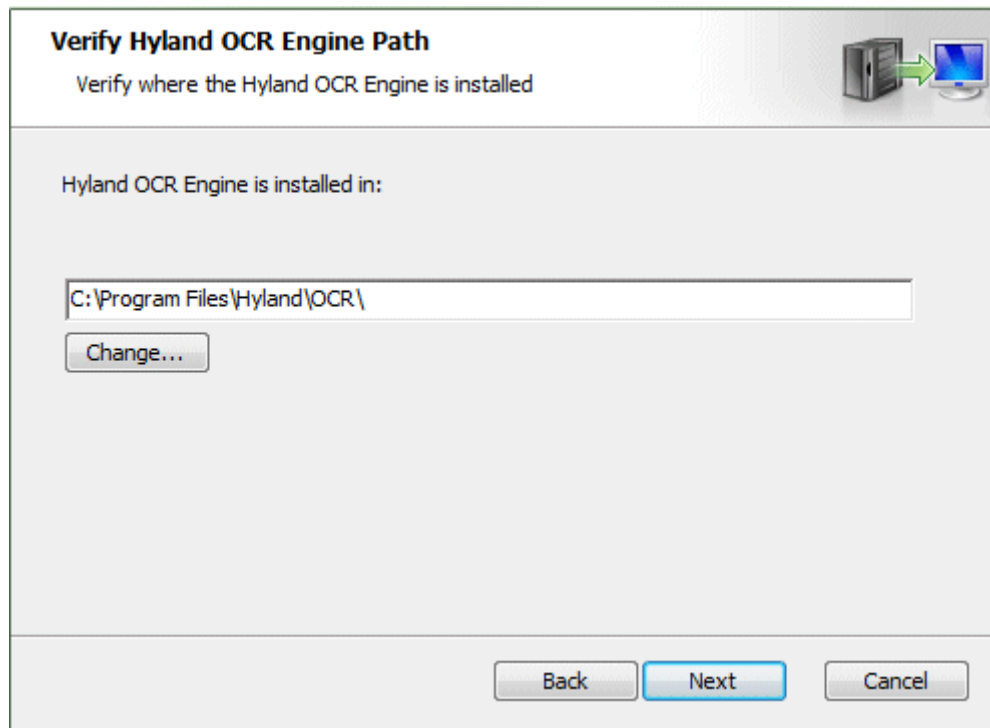 Verify Hyland OCR Engine Path
Verify where the Hyland OCR Engine is installed
Hyland OCR Engine is installed in:
C:\Program Files\Hyland\OCR\
Change...
Back Next Cancel